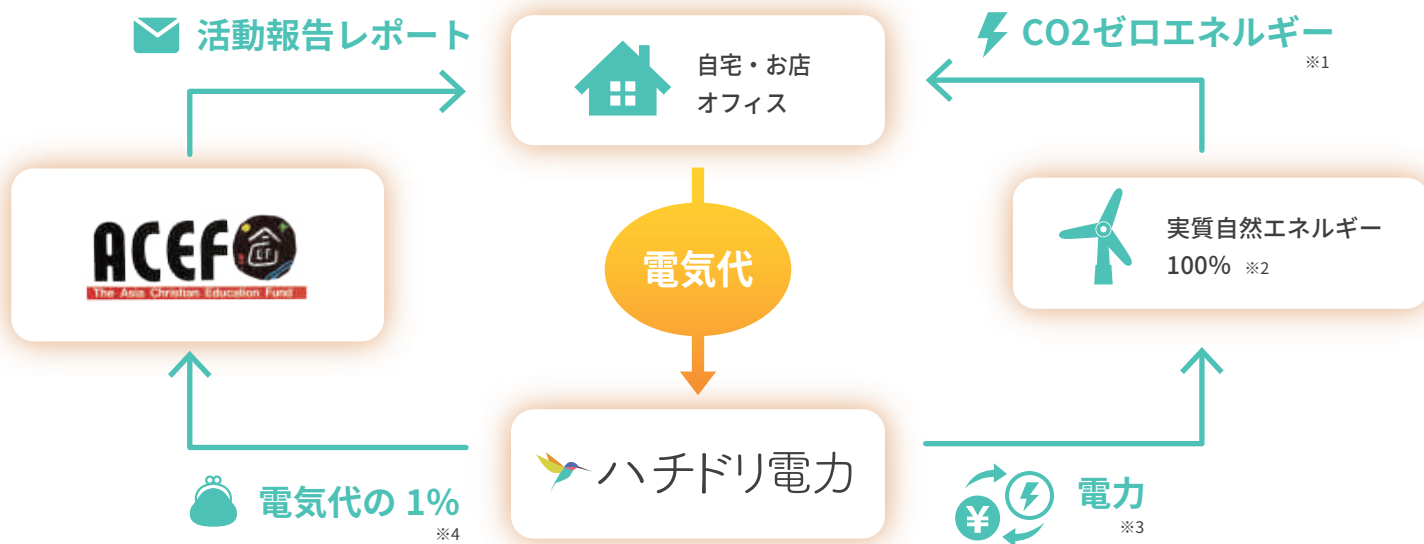 活動報告レポート
自宅・お店
オフィス
CO2ゼロエネルギー
※1
ACEF
The Asia Christian Education Fund
電気代
実質自然エネルギー
100% ※2
電気代の 1%
※4
ハチドリ電力
¥
電力
※3